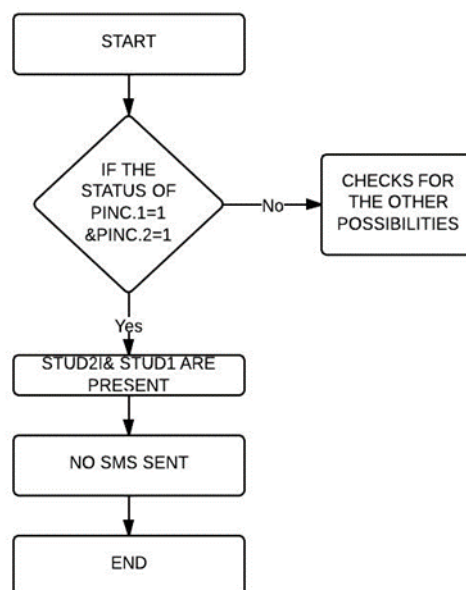 START
IF THE
STATUS OF
PINC.1=1
&PINC.2=1
No
CHECKS FOR
THE OTHER
POSSIBILITIES
Yes
STUD2I& STUD1 ARE
PRESENT
NO SMS SENT
END